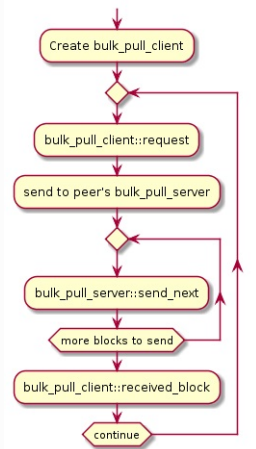 Create bulk_pull_client
bulk_pull_client::request
send to peer's bulk_pull_server
bulk_pull_server::send_next
more blocks to send
bulk_pull_client::received_block
continue